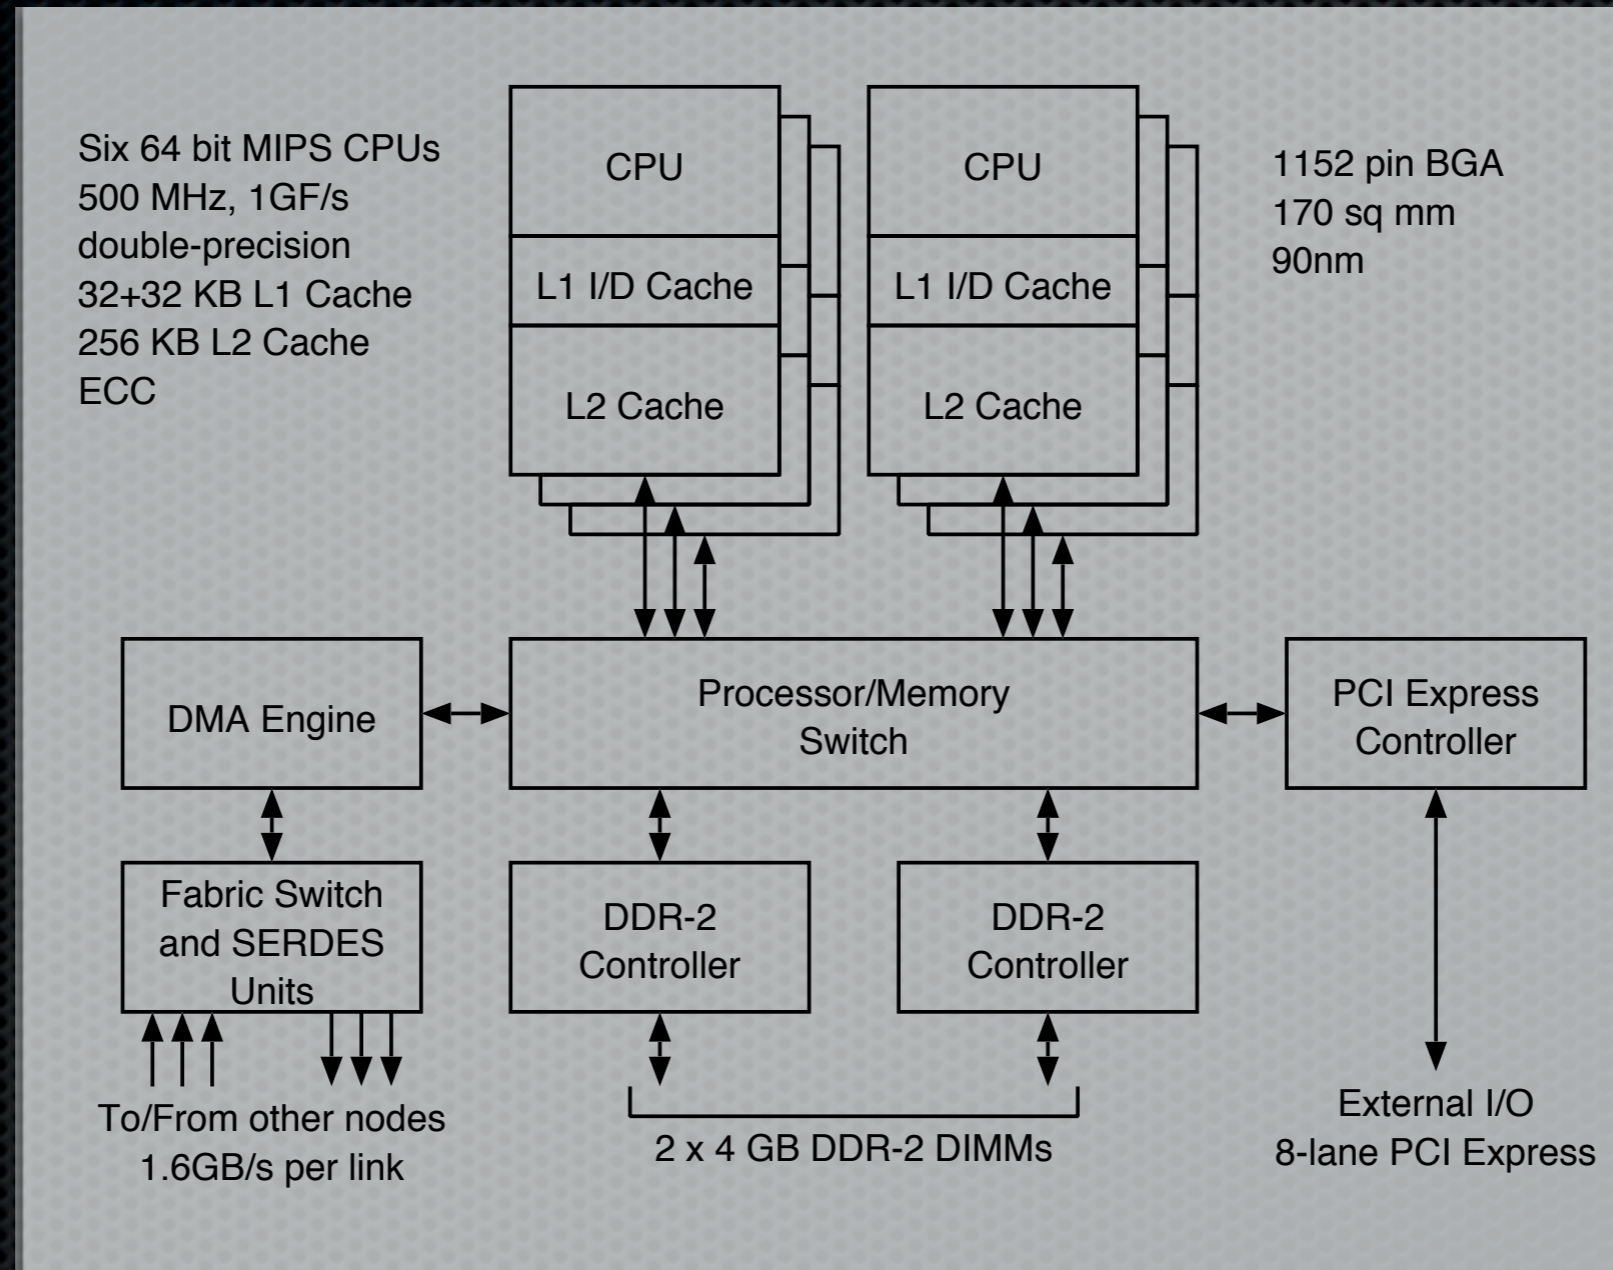 Six 64 bit MIPS CPUs
500 MHz, 1GF/s
double-precision
32+32 KB L1 Cache
256 KB L2 Cache
ECC
CPU
L1 I/D Cache
L2 Cache
CPU
L1 I/D Cache
L2 Cache
1152 pin BGA
170 sq mm
90nm
DMA Engine
Processor/Memory
Switch
PCI Express
Controller
Fabric Switch
and SERDES
Units
DDR-2
Controller
DDR-2
Controller
To/From other nodes
1.6GB/s per link
2 x 4 GB DDR-2 DIMMs
External I/O
8-lane PCI Express